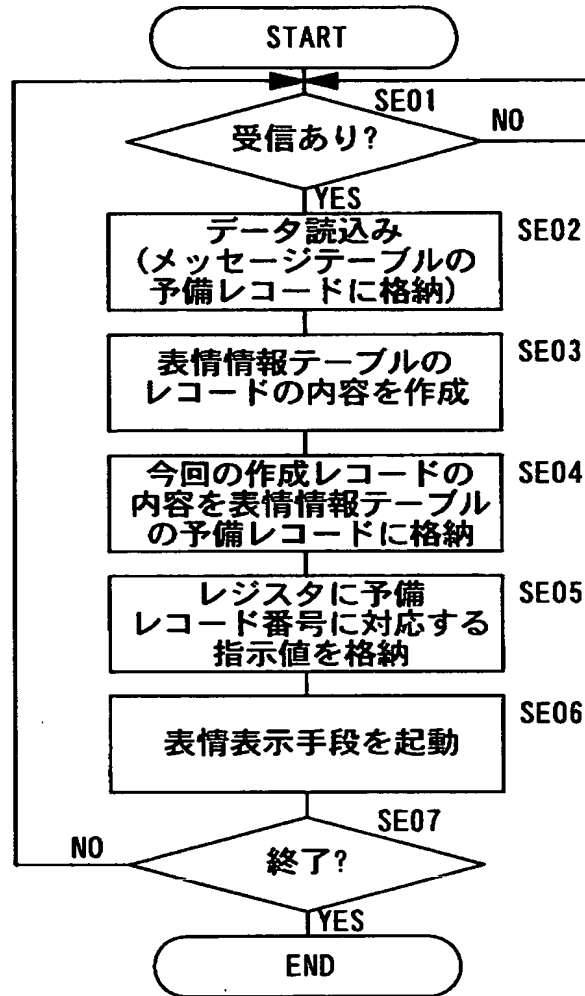 START
SE01
受信あり?
NO
YES
データ読込み
(メッセージテーブルの
予備レコードに格納)
SE02
表情情報テーブルの
レコードの内容を作成
SE03
今回の作成レコードの
内容を表情情報テーブル
の予備レコードに格納
SE04
レジスタに予備
レコード番号に対応する
指示値を格納
SE05
表情表示手段を起動
SE06
SE07
終了?
NO
YES
END